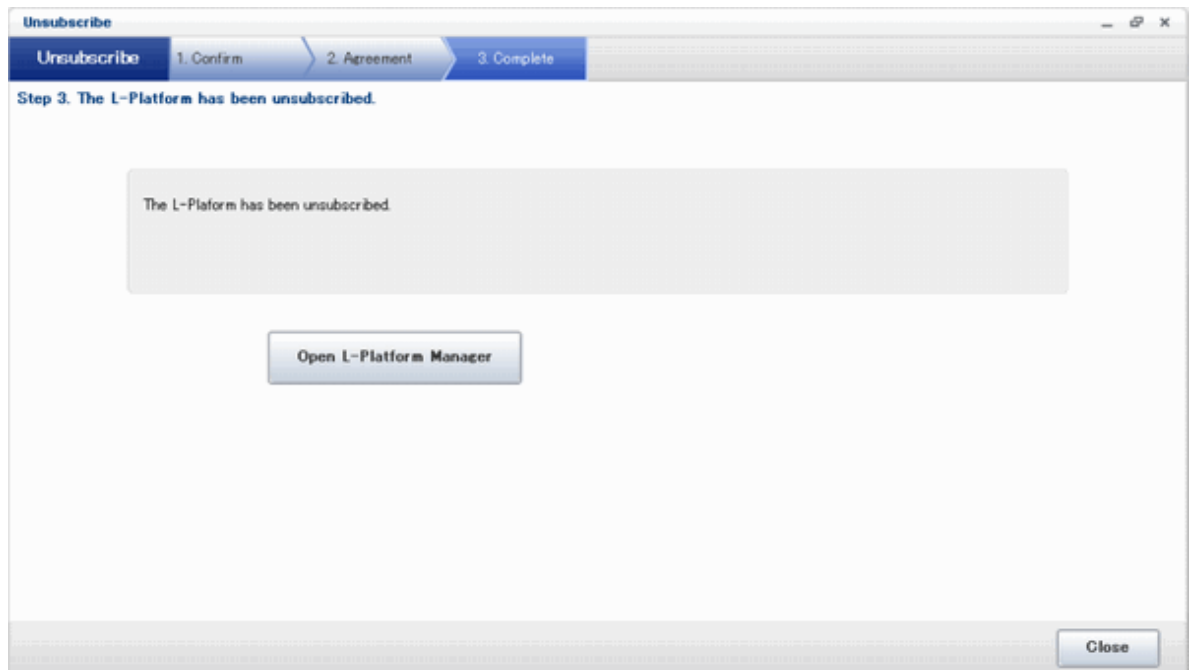 Unsubscribe
Unsubscribe 1. Confirm 2. Agreement 3. Complete
Step 3. The L-Platform has been unsubscribed.
The L-Plaform has been unsubscribed.
Open L-Platform Manager
Close